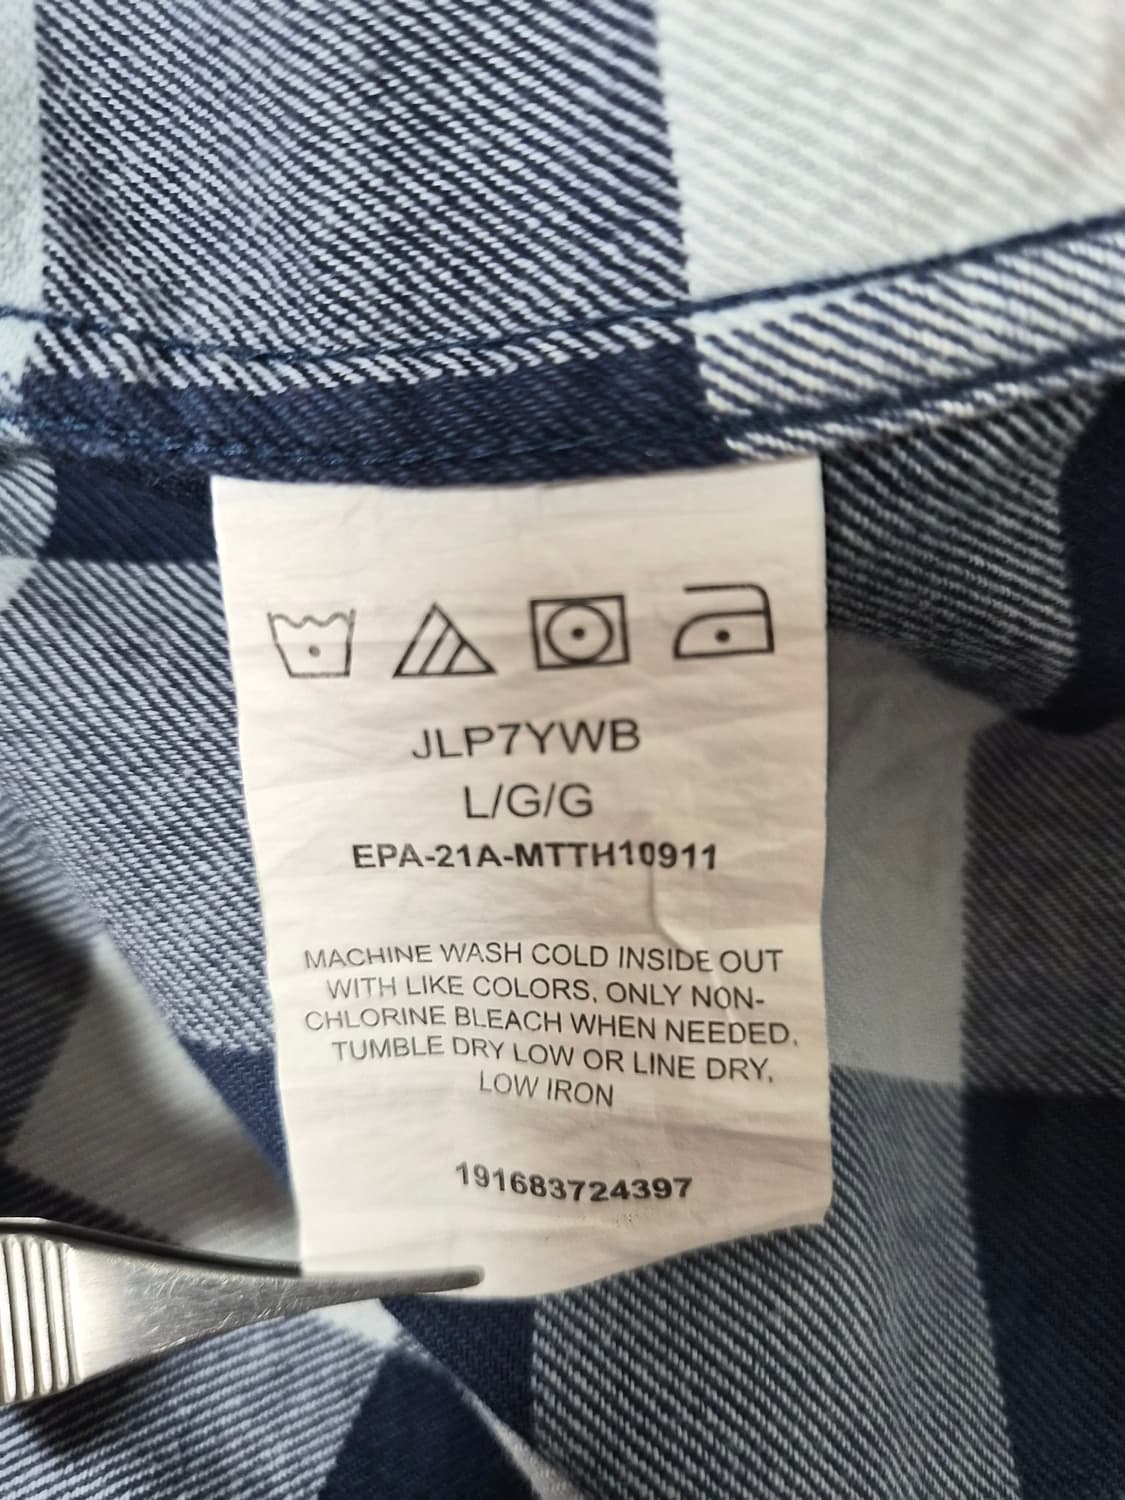 JLP7YWB
L/G/G
EPA-21A-MTTH10911
MACHINE WASH COLD INSIDE OUT
WITH LIKE COLORS, ONLY NON-
CHLORINE BLEACH WHEN NEEDED.
TUMBLE DRY LOW OR LINE DRY,
LOW IRON
191683724397